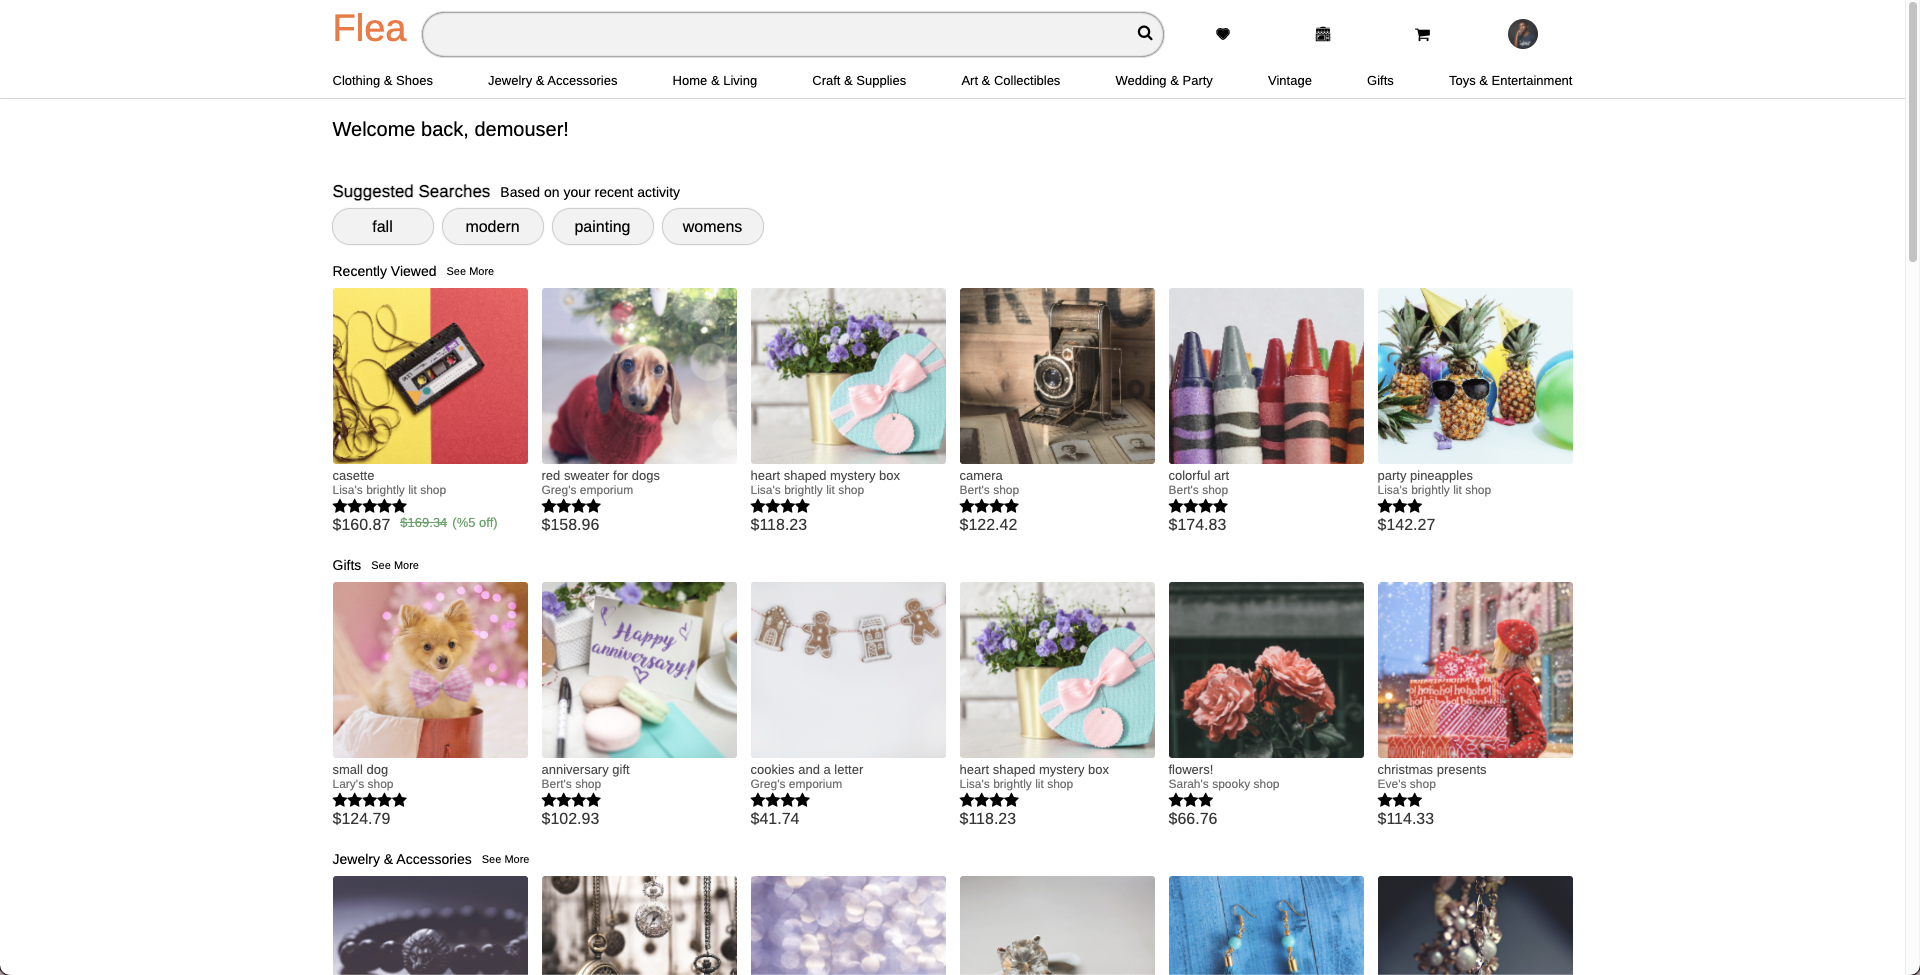 Flea
Clothing & Shoes
Jewelry & Accessories
Home & Living
Craft & Supplies
Art & Collectibles
Wedding & Party
Vintage
Gifts
Toys & Entertainment
Welcome back, demouser!
Suggested Searches Based on your recent activity
fall
modern
painting
womens
Recently Viewed See More
casette
Lisa's brightly lit shop
$160.87 $169.34 (%5 off)
red sweater for dogs
Greg's emporium
$158.96
heart shaped mystery box
Lisa's brightly lit shop
$118.23
camera
Bert's shop
$122.42
colorful art
Bert's shop
$174.83
party pineapples
Lisa's brightly lit shop
$142.27
Gifts See More
Happy
anniversary!
small dog
Lary's shop
$124.79
anniversary gift
Bert's shop
$102.93
cookies and a letter
Greg's emporium
$41.74
heart shaped mystery box
Lisa's brightly lit shop
$118.23
flowers!
Sarah's spooky shop
$66.76
christmas presents
Eve's shop
$114.33
Jewelry & Accessories See More